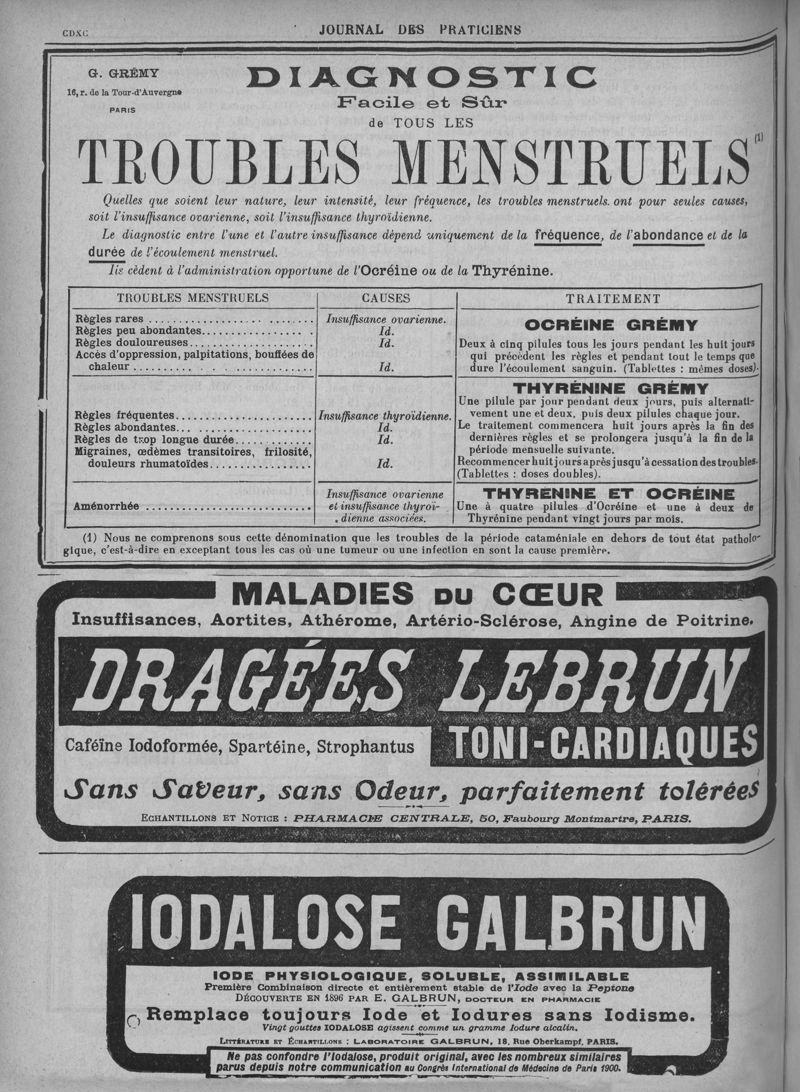 CDXC
JOURNAL DES PRATICIENS
G. GRÉMY
16, r. de la Tour-d'Auvergne
PARIS
DIAGNOSTIC
Facile et Sûr
de TOUS LES
TROUBLES MENSTRUELS (1)
Quelles que soient leur nature, leur intensité, leur fréquence, les troubles menstruels. ont pour seules causes,
soit l'insuffisance ovarienne, soit l'insuffisance thyroïdienne.
Le diagnostic entre l'une et l'autre insuffisance dépend uniquement de la fréquence, de l'abondance et de la
durée de l'écoulement menstruel.
Ils cèdent à l'administration opportune de l'Ocréine ou de la Thyrénine.
TROUBLES MENSTRUELS
CAUSES
TRAITEMENT
Règles rares
Règles peu abondantes
Règles douloureuses
Accès d'oppression, palpitations, bouffées de
chaleur
Insuffisance ovarienne.
Id.
Id.
Id.
OCRÉINE GRÉMY
Deux à cinq pilules tous les jours pendant les huit jours
qui précèdent les règles et pendant tout le temps que
dure l'écoulement sanguin. (Tablettes : mêmes doses).
Règles fréquentes
Règles abondantes
Règles de trop longue durée
Migraines, œdèmes transitoires, frilosité,
douleurs rhumatoïdes
Insuffisance thyroïdienne.
Id.
Id.
Id.
THYRÉNINE GRÉMY
Une pilule par jour pendant deux jours, puis alternati-
vement une et deux, puis deux pilules chaque jour.
Le traitement commencera huit jours après la fin des
dernières règles et se prolongera jusqu'à la fin de la
période mensuelle suivante.
Recommencer huit jours après jusqu'à cessation des troubles.
(Tablettes : doses doubles).
Aménorrhée
Insuffisance ovarienne
et insuffisance thyroï-
dienne associées.
THYRÉNINE ET OCRÉINE
Une à quatre pilules d'Ocréine et une à deux de
Thyrénine pendant vingt jours par mois.
(1) Nous ne comprenons sous cette dénomination que les troubles de la période cataméniale en dehors de tout état patholo-
gique, c'est-à-dire en exceptant tous les cas où une tumeur ou une infection en sont la cause première.
MALADIES DU CŒUR
Insuffisances, Aortites, Athérome, Artério-Sclérose, Angine de Poitrine.
DRAGÉES LEBRUN
Caféïne Iodoformée, Spartéine, Strophantus
TONI-CARDIAQUES
Sans Saveur, sans Odeur, parfaitement tolérées
ECHANTILLONS ET NOTICE : PHARMACIE CENTRALE, 50, Faubourg Montmartre, PARIS.
IODALOSE GALBRUN
IODE PHYSIOLOGIQUE, SOLUBLE, ASSIMILABLE
Première Combinaison directe et entièrement stable de l'Iode avec la Peptone
DÉCOUVERTE EN 1896 PAR E. GALBRUN, DOCTEUR EN PHARMACIE
Remplace toujours Iode et Iodures sans Iodisme.
Vingt gouttes IODALOSE agissent comme un gramme Iodure alcalin.
LITTÉRATURE ET ÉCHANTILLONS : LABORATOIRE GALBRUN, 18, Rue Oberkampf, PARIS.
Ne pas confondre l'Iodalose, produit original, avec les nombreux similaires
parus depuis notre communication au Congrès International de Médecine de Paris 1900.